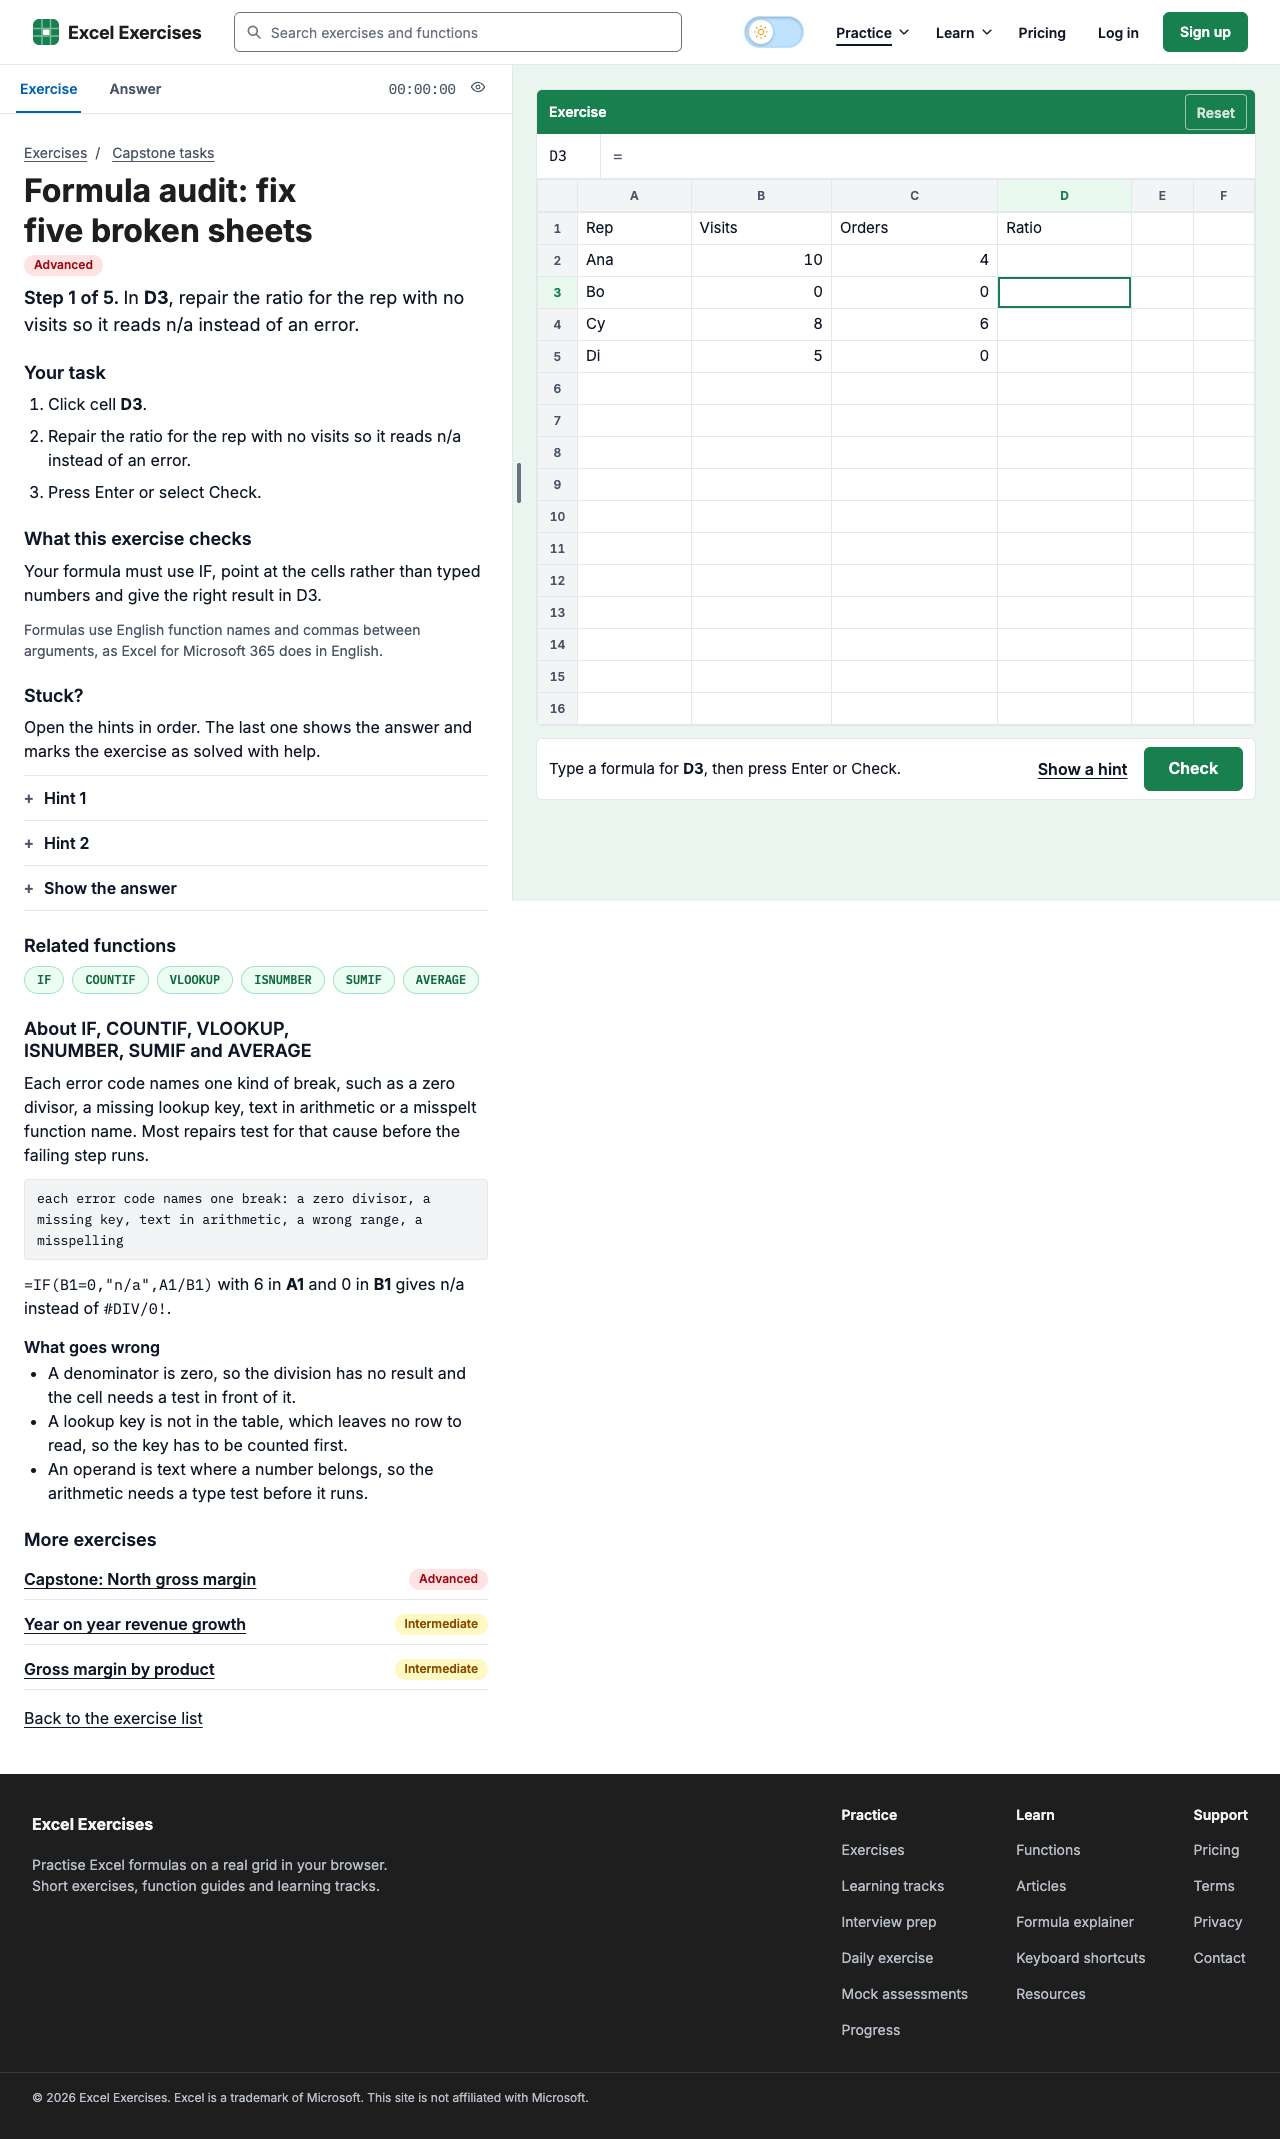 Excel Exercises
Search exercises and functions
Practice
Learn
Pricing
Log in
Sign up
Exercise
Answer
00:00:00
Exercises / Capstone tasks
Formula audit: fix
five broken sheets
Advanced
Step 1 of 5. In D3, repair the ratio for the rep with no
visits so it reads n/a instead of an error.
Your task
1. Click cell D3.
2. Repair the ratio for the rep with no visits so it reads n/a
instead of an error.
3. Press Enter or select Check.
What this exercise checks
Your formula must use IF, point at the cells rather than typed
numbers and give the right result in D3.
Formulas use English function names and commas between
arguments, as Excel for Microsoft 365 does in English.
Stuck?
Open the hints in order. The last one shows the answer and
marks the exercise as solved with help.
+ Hint 1
+ Hint 2
+ Show the answer
Related functions
IF COUNTIF VLOOKUP ISNUMBER SUMIF AVERAGE
About IF, COUNTIF, VLOOKUP,
ISNUMBER, SUMIF and AVERAGE
Each error code names one kind of break, such as a zero
divisor, a missing lookup key, text in arithmetic or a misspelt
function name. Most repairs test for that cause before the
failing step runs.
each error code names one break: a zero divisor, a
missing key, text in arithmetic, a wrong range, a
misspelling
=IF(B1=0,"n/a",A1/B1) with 6 in A1 and 0 in B1 gives n/a
instead of #DIV/0!.
What goes wrong
• A denominator is zero, so the division has no result and
the cell needs a test in front of it.
• A lookup key is not in the table, which leaves no row to
read, so the key has to be counted first.
• An operand is text where a number belongs, so the
arithmetic needs a type test before it runs.
More exercises
Capstone: North gross margin Advanced
Year on year revenue growth Intermediate
Gross margin by product Intermediate
Back to the exercise list
Exercise
Reset
D3 =
A B C D E F
1 Rep Visits Orders Ratio
2 Ana 10 4
3 Bo 0 0
4 Cy 8 6
5 Di 5 0
6
7
8
9
10
11
12
13
14
15
16
Type a formula for D3, then press Enter or Check.
Show a hint
Check
Excel Exercises
Practise Excel formulas on a real grid in your browser.
Short exercises, function guides and learning tracks.
Practice
Exercises
Learning tracks
Interview prep
Daily exercise
Mock assessments
Progress
Learn
Functions
Articles
Formula explainer
Keyboard shortcuts
Resources
Support
Pricing
Terms
Privacy
Contact
© 2026 Excel Exercises. Excel is a trademark of Microsoft. This site is not affiliated with Microsoft.